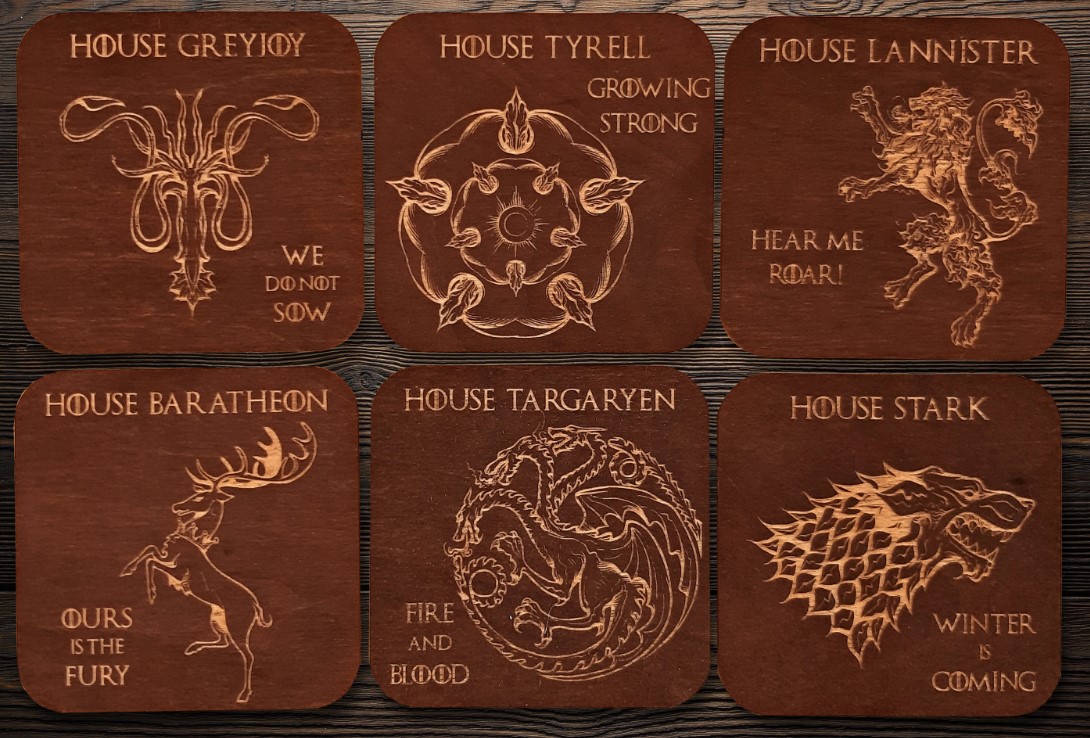 HOUSE GREYJOY
WE
DO NOT
SOW
HOUSE TYRELL
GROWING
STRONG
HOUSE LANNISTER
HEAR ME
ROAR!
HOUSE BARATHEON
OURS
IS THE
FURY
HOUSE TARGARYEN
FIRE
AND
BLOOD
HOUSE STARK
WINTER
IS
COMING